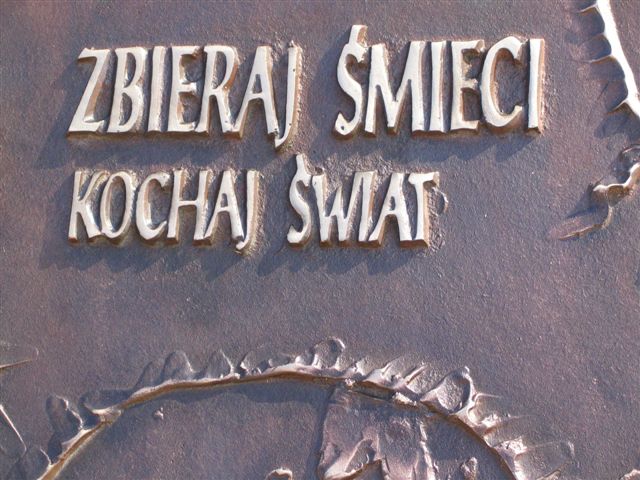 ZBIERAJ ŚMIECI
KOCHAJ ŚWIAT